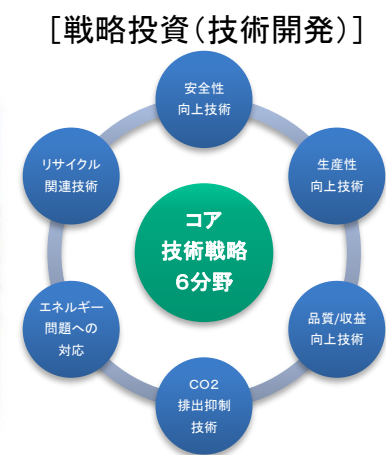 [戦略投資(技術開発)]
安全性
向上技術
生産性
向上技術
品質/収益
向上技術
CO2
排出抑制
技術
エネルギー
問題への
対応
リサイクル
関連技術
コア
技術戦略
6分野